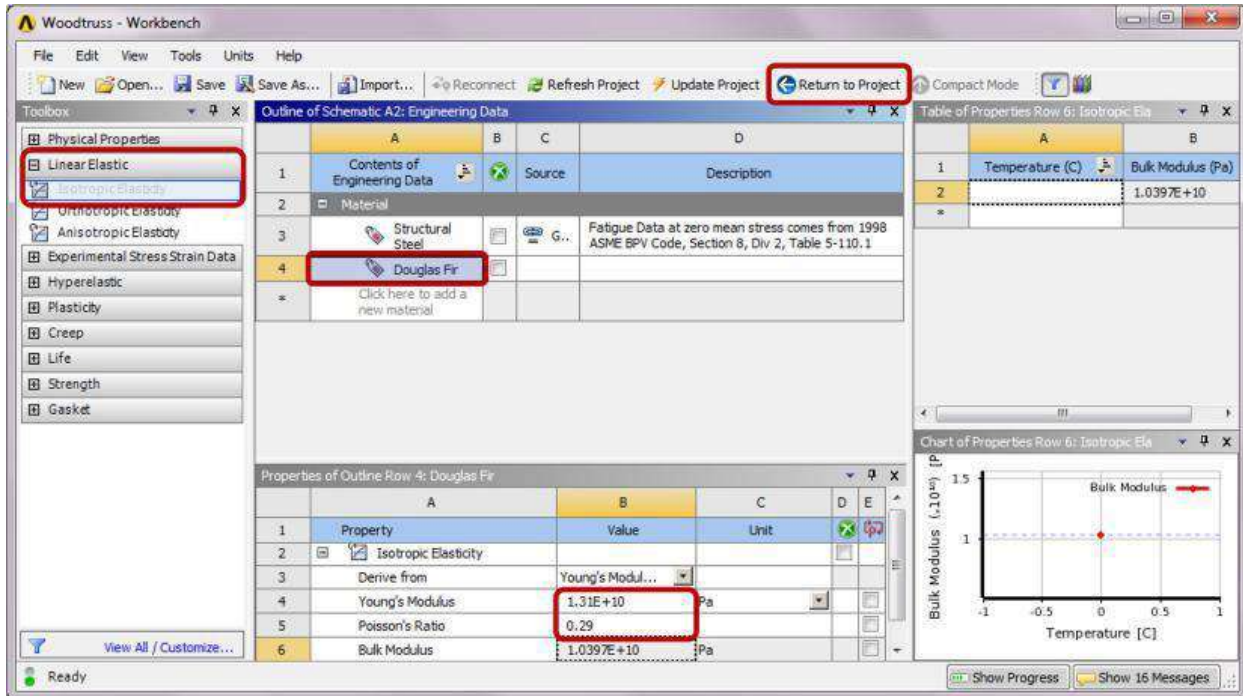 Woodtruss - Workbench
File Edit View Tools Units Help
New Open... Save Save As... Import... Reconnect Refresh Project Update Project Return to Project Compact Mode
Toolbox
Physical Properties
Linear Elastic
Isotropic Elasticity
Orthotropic Elasticity
Anisotropic Elasticity
Experimental Stress Strain Data
Hyperelastic
Plasticity
Creep
Life
Strength
Gasket
View All / Customize...
Outline of Schematic A2: Engineering Data
A B C D
1 Contents of Engineering Data Source Description
2 Material
3 Structural Steel G.. Fatigue Data at zero mean stress comes from 1998
ASME BPV Code, Section 8, Div 2, Table 5-110.1
4 Douglas Fir
* Click here to add a
new material
Properties of Outline Row 4: Douglas Fir
A B C D E
1 Property Value Unit
2 Isotropic Elasticity
3 Derive from Young's Modul...
4 Young's Modulus 1.31E+10 Pa
5 Poisson's Ratio 0.29
6 Bulk Modulus 1.0397E+10 Pa
Table of Properties Row 6: Isotropic Ela
A B
1 Temperature (C) Bulk Modulus (Pa)
2 1.0397E+10
*
Chart of Properties Row 6: Isotropic Ela
Bulk Modulus (.10¹⁰) [P
1.5
1
Bulk Modulus
-1 -0.5 0 0.5 1
Temperature [C]
Ready
Show Progress Show 16 Messages